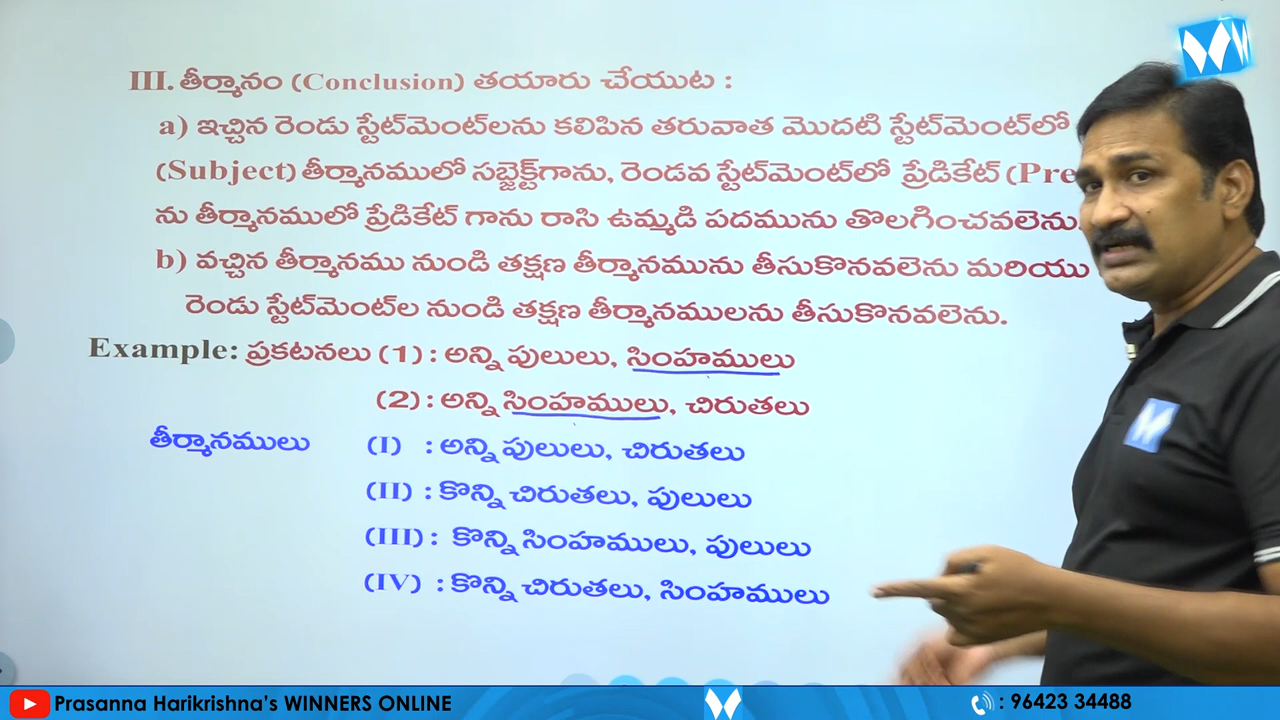 III. తీర్మానం (Conclusion) తయారు చేయుట :
a) ఇచ్చిన రెండు స్టేట్‌మెంట్‌లను కలిపిన తరువాత మొదటి స్టేట్‌మెంట్‌లో
(Subject) తీర్మానములో సబ్జెక్ట్‌గాను, రెండవ స్టేట్‌మెంట్‌లో ప్రేడికేట్ (Pre
ను తీర్మానములో ప్రేడికేట్ గాను రాసి ఉమ్మడి పదమును తొలగించవలెను.
b) వచ్చిన తీర్మానము నుండి తక్షణ తీర్మానమును తీసుకొనవలెను మరియు
రెండు స్టేట్‌మెంట్‌ల నుండి తక్షణ తీర్మానములను తీసుకొనవలెను.
Example: ప్రకటనలు (1) : అన్ని పులులు, సింహములు
(2) : అన్ని సింహములు, చిరుతలు
తీర్మానములు (I) : అన్ని పులులు, చిరుతలు
(II) : కొన్ని చిరుతలు, పులులు
(III) : కొన్ని సింహములు, పులులు
(IV) : కొన్ని చిరుతలు, సింహములు
Prasanna Harikrishna's WINNERS ONLINE : 96423 34488